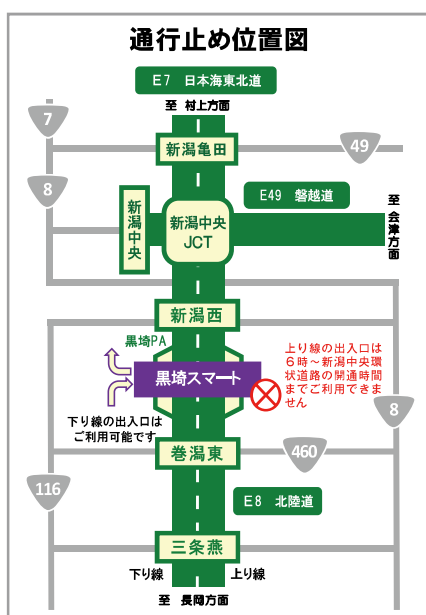 通行止め位置図
E7 日本海東北道
至 村上方面
7
新潟亀田
49
8
E49 磐越道
至 会津方面
新潟中央
新潟中央
JCT
新潟西
黒埼PA
上り線の出入口は
6時～新潟中央環
状道路の開通時間
までご利用できま
せん
黒埼スマート
下り線の出入口は
ご利用可能です
8
巻潟東
460
116
E8 北陸道
三条燕
下り線
上り線
至 長岡方面